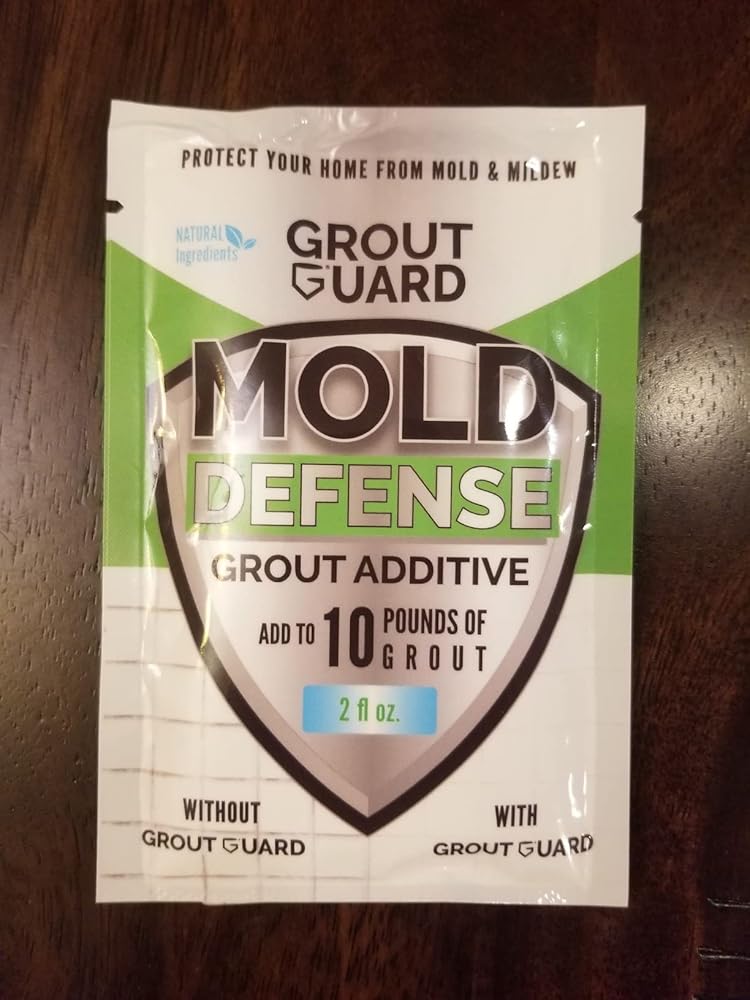 PROTECT YOUR HOME FROM MOLD & MILDEW
NATURAL
Ingredients
GROUT
GUARD
MOLD
DEFENSE
GROUT ADDITIVE
ADD TO 10 POUNDS OF
GROUT
2 fl oz.
WITHOUT
GROUT GUARD
WITH
GROUT GUARD